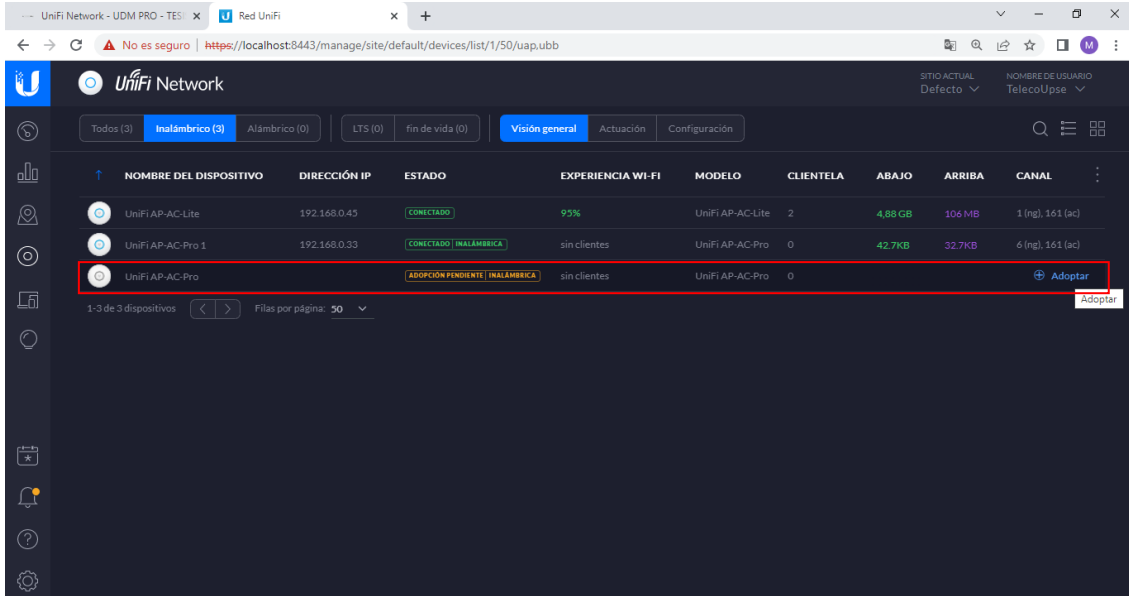 UniFi Network - UDM PRO - TES
Red UniFi
No es seguro | https://localhost:8443/manage/site/default/devices/list/1/50/uap,ubb
M
UniFi Network
SITIO ACTUAL
Defecto
NOMBRE DE USUARIO
TelecoUpse
Todos (3) Inalámbrico (3) Alámbrico (0) LTS (0) fin de vida (0) Visión general Actuación Configuración
NOMBRE DEL DISPOSITIVO DIRECCIÓN IP ESTADO EXPERIENCIA WI-FI MODELO CLIENTELA ABAJO ARRIBA CANAL
UniFi AP-AC-Lite 192.168.0.45 CONECTADO 95% UniFi AP-AC-Lite 2 4,88 GB 106 MB 1 (ng), 161 (ac)
UniFi AP-AC-Pro 1 192.168.0.33 CONECTADO | INALÁMBRICA sin clientes UniFi AP-AC-Pro 0 42.7KB 32.7KB 6 (ng), 161 (ac)
UniFi AP-AC-Pro ADOPCIÓN PENDIENTE | INALÁMBRICA sin clientes UniFi AP-AC-Pro 0 Adoptar
Adoptar
1-3 de 3 dispositivos Filas por página: 50